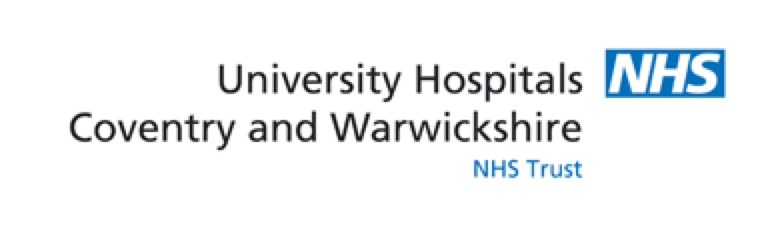 University Hospitals NHS
Coventry and Warwickshire
NHS Trust